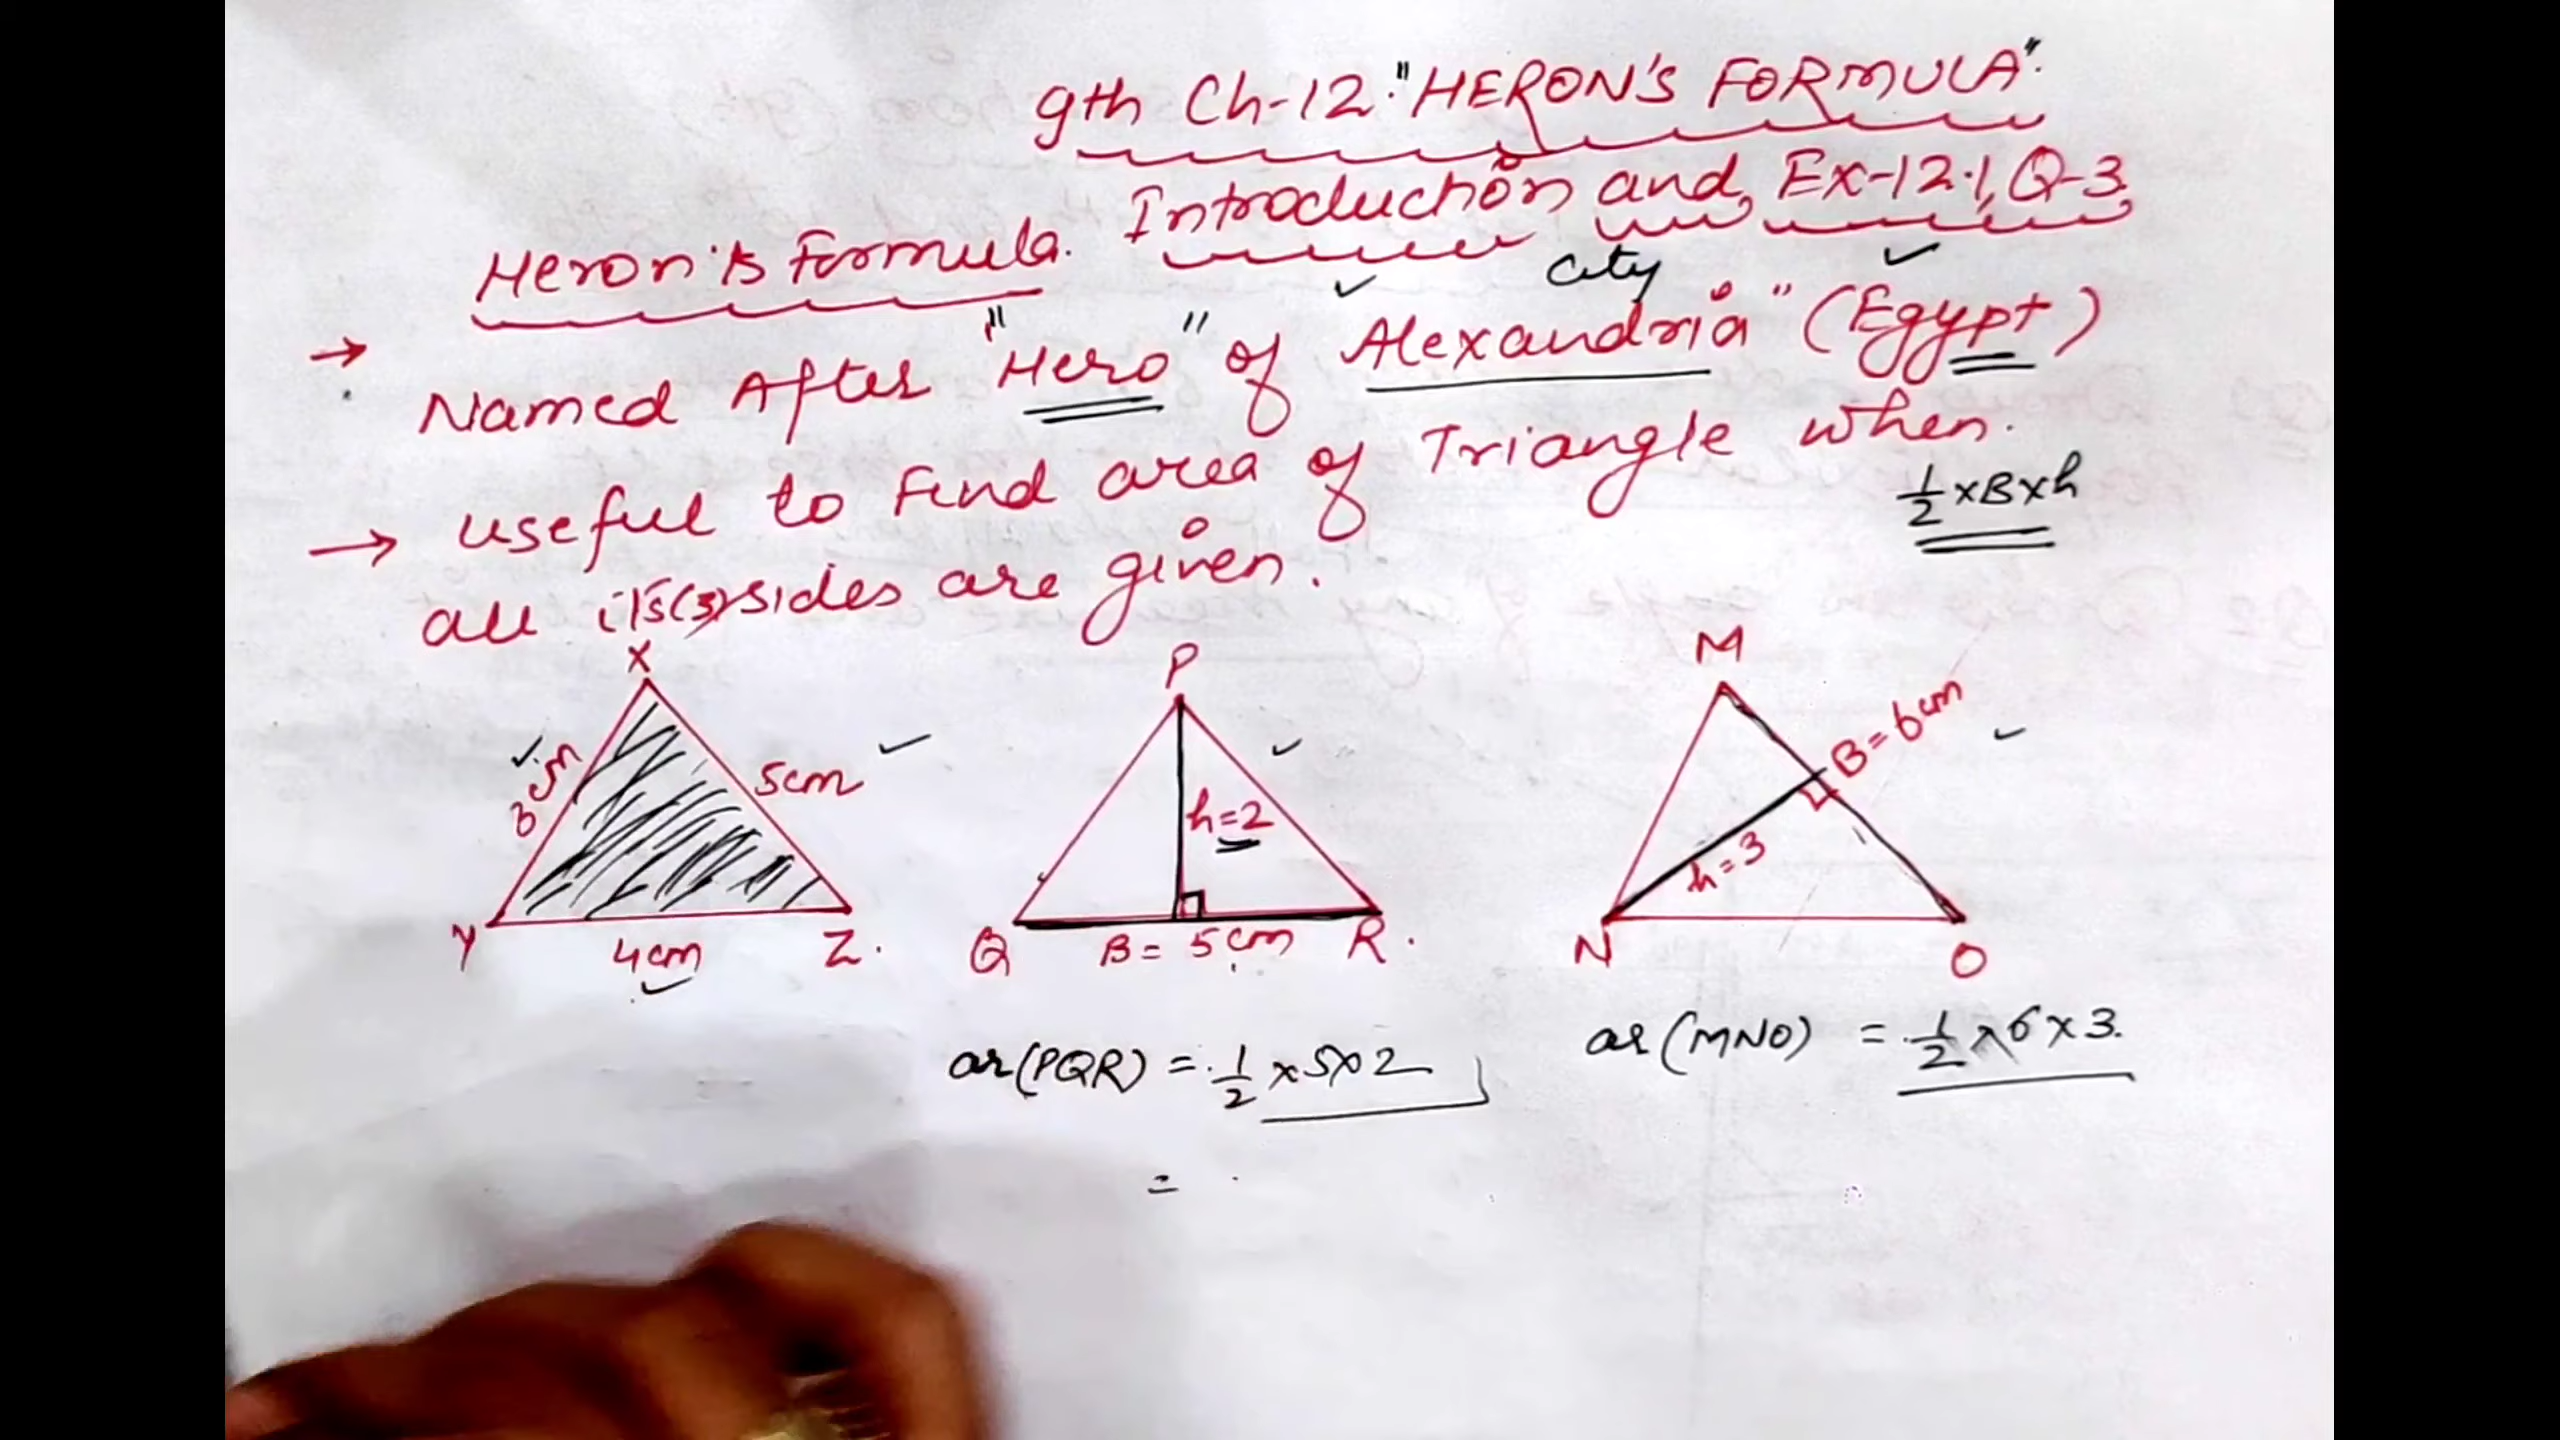 9th Ch-12 "HERON'S FORMULA".
Introduction and Ex-12.1, Q-3.
Heron's Formula.
City
→ Named After "Hero" of Alexandria" (Egypt)
→ useful to Find area of Triangle when.
1/2 × B × h
all its (3) sides are given.
X
3cm
5cm
Y
4cm
Z.
P
h=2
Q
B = 5cm
R.
M
B = 6cm
h = 3
N
O
ar(PQR) = 1/2 × 5 × 2
=
ar(MNO) = 1/2 × 6 × 3.